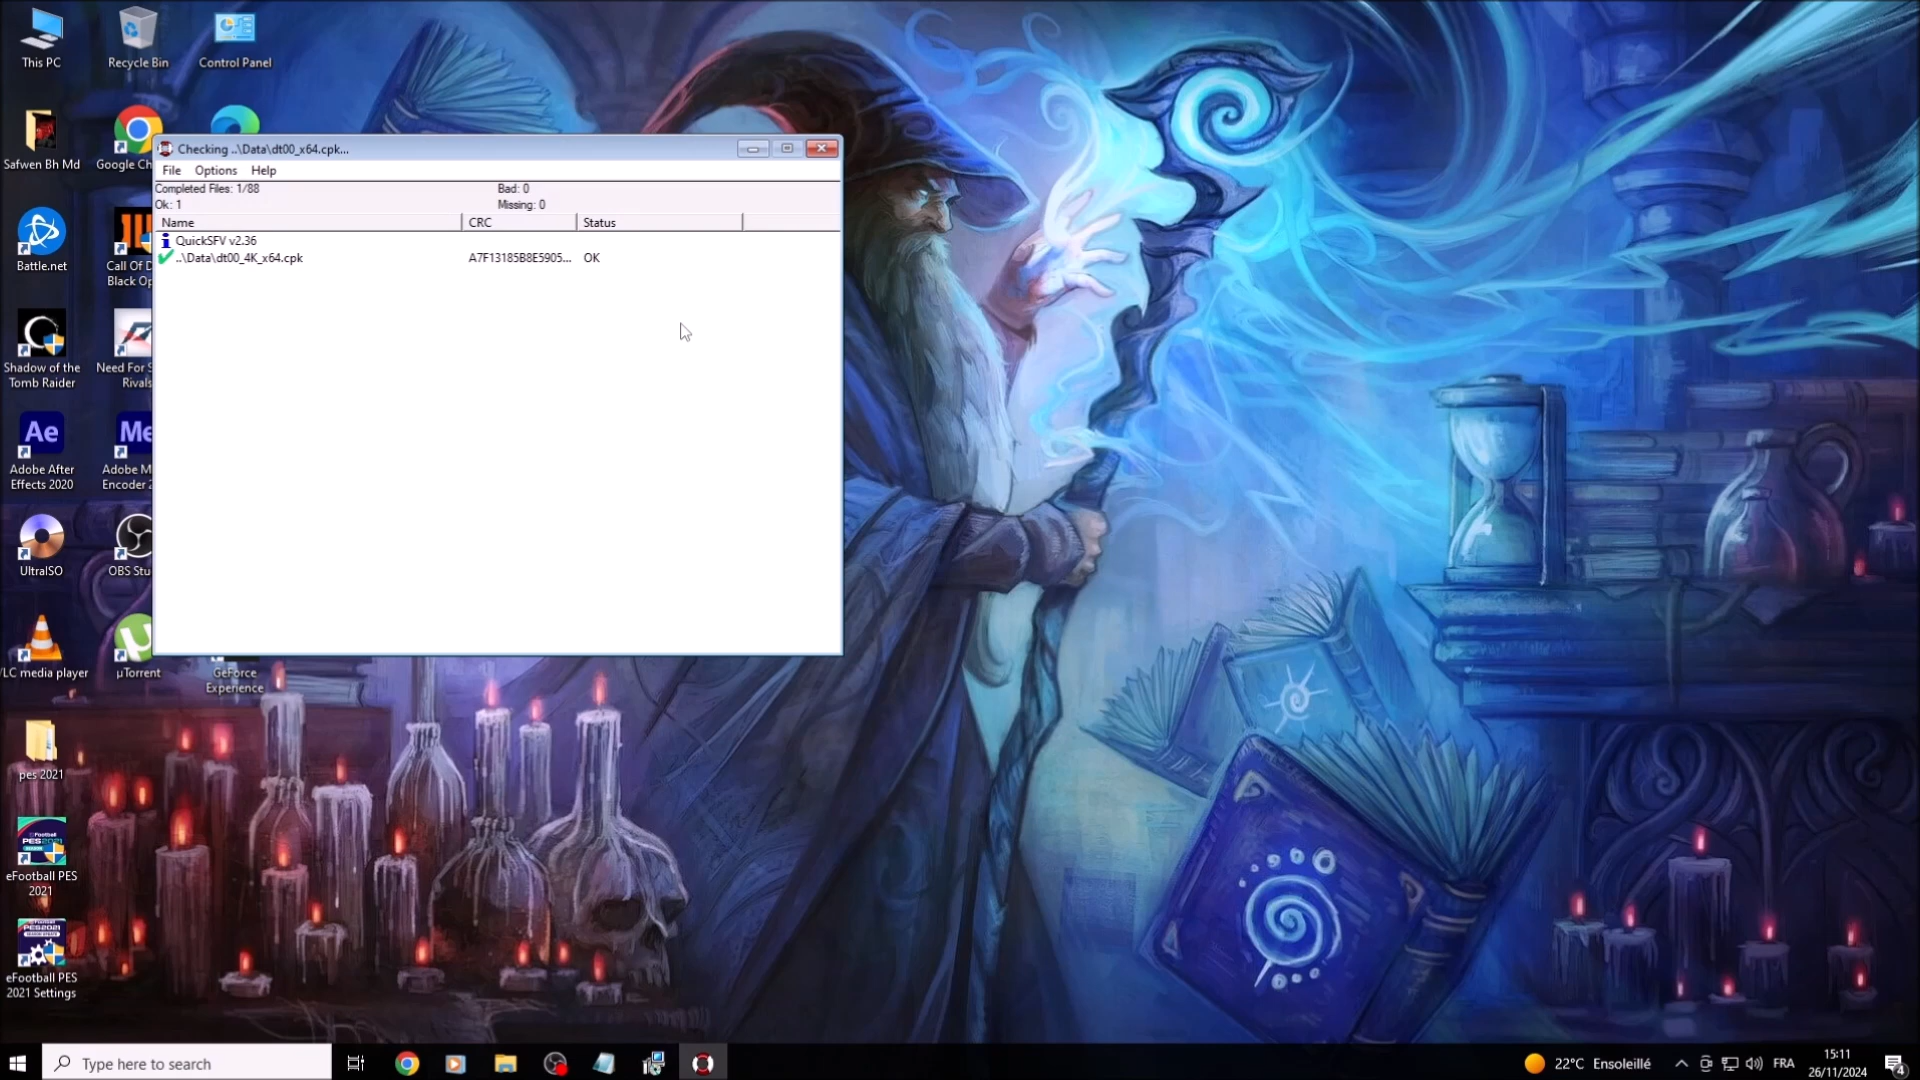 This PC
Recycle Bin
Control Panel
Safwen Bh Md
Google Ch
Checking ..\Data\dt00_x64.cpk...
File Options Help
Completed Files: 1/88
Bad: 0
Ok: 1
Missing: 0
Name CRC Status
QuickSFV v2.36
..\Data\dt00_4K_x64.cpk A7F13185B8E5905... OK
Battle.net
Call Of D
Black Op
Shadow of the
Tomb Raider
Need For S
Rivals
Ae
Me
Adobe After
Effects 2020
Adobe M
Encoder 2
UltraISO
OBS Stu
VLC media player
µTorrent
GeForce
Experience
pes 2021
eFootball PES
2021
eFootball PES
2021 Settings
Type here to search
22°C Ensoleillé
FRA
15:11
26/11/2024
4